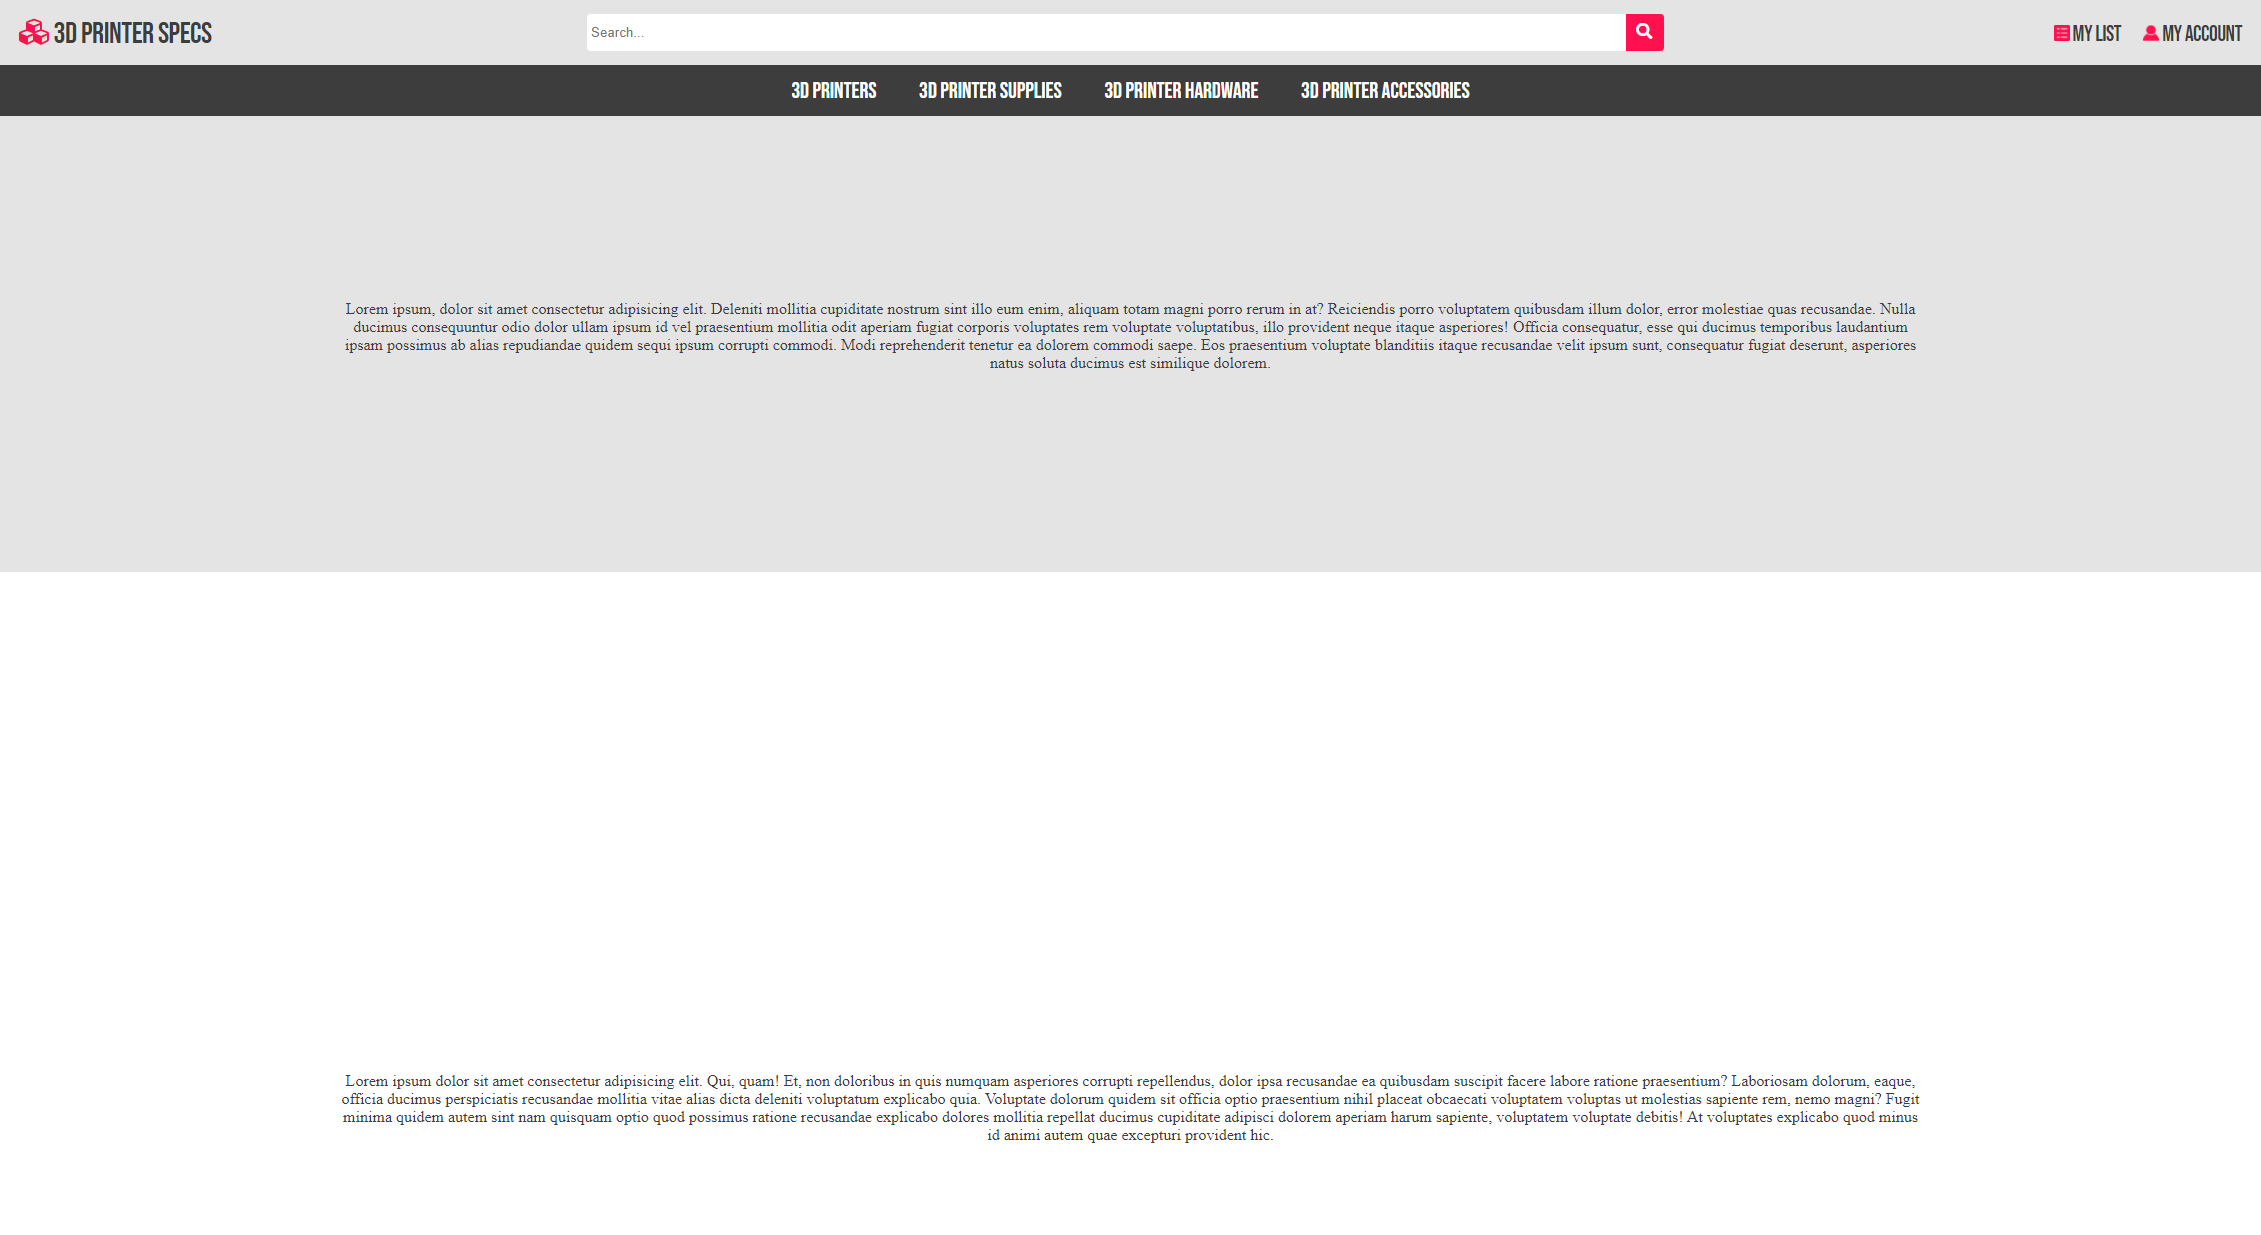 3D PRINTER SPECS
Search...
MY LIST
MY ACCOUNT
3D PRINTERS
3D PRINTER SUPPLIES
3D PRINTER HARDWARE
3D PRINTER ACCESSORIES
Lorem ipsum, dolor sit amet consectetur adipisicing elit. Deleniti mollitia cupiditate nostrum sint illo eum enim, aliquam totam magni porro rerum in at? Reiciendis porro voluptatem quibusdam illum dolor, error molestiae quas recusandae. Nulla
ducimus consequuntur odio dolor ullam ipsum id vel praesentium mollitia odit aperiam fugiat corporis voluptates rem voluptate voluptatibus, illo provident neque itaque asperiores! Officia consequatur, esse qui ducimus temporibus laudantium
ipsam possimus ab alias repudiandae quidem sequi ipsum corrupti commodi. Modi reprehenderit tenetur ea dolorem commodi saepe. Eos praesentium voluptate blanditiis itaque recusandae velit ipsum sunt, consequatur fugiat deserunt, asperiores
natus soluta ducimus est similique dolorem.
Lorem ipsum dolor sit amet consectetur adipisicing elit. Qui, quam! Et, non doloribus in quis numquam asperiores corrupti repellendus, dolor ipsa recusandae ea quibusdam suscipit facere labore ratione praesentium? Laboriosam dolorum, eaque,
officia ducimus perspiciatis recusandae mollitia vitae alias dicta deleniti voluptatum explicabo quia. Voluptate dolorum quidem sit officia optio praesentium nihil placeat obcaecati voluptatem voluptas ut molestias sapiente rem, nemo magni? Fugit
minima quidem autem sint nam quisquam optio quod possimus ratione recusandae explicabo dolores mollitia repellat ducimus cupiditate adipisci dolorem aperiam harum sapiente, voluptatem voluptate debitis! At voluptates explicabo quod minus
id animi autem quae excepturi provident hic.